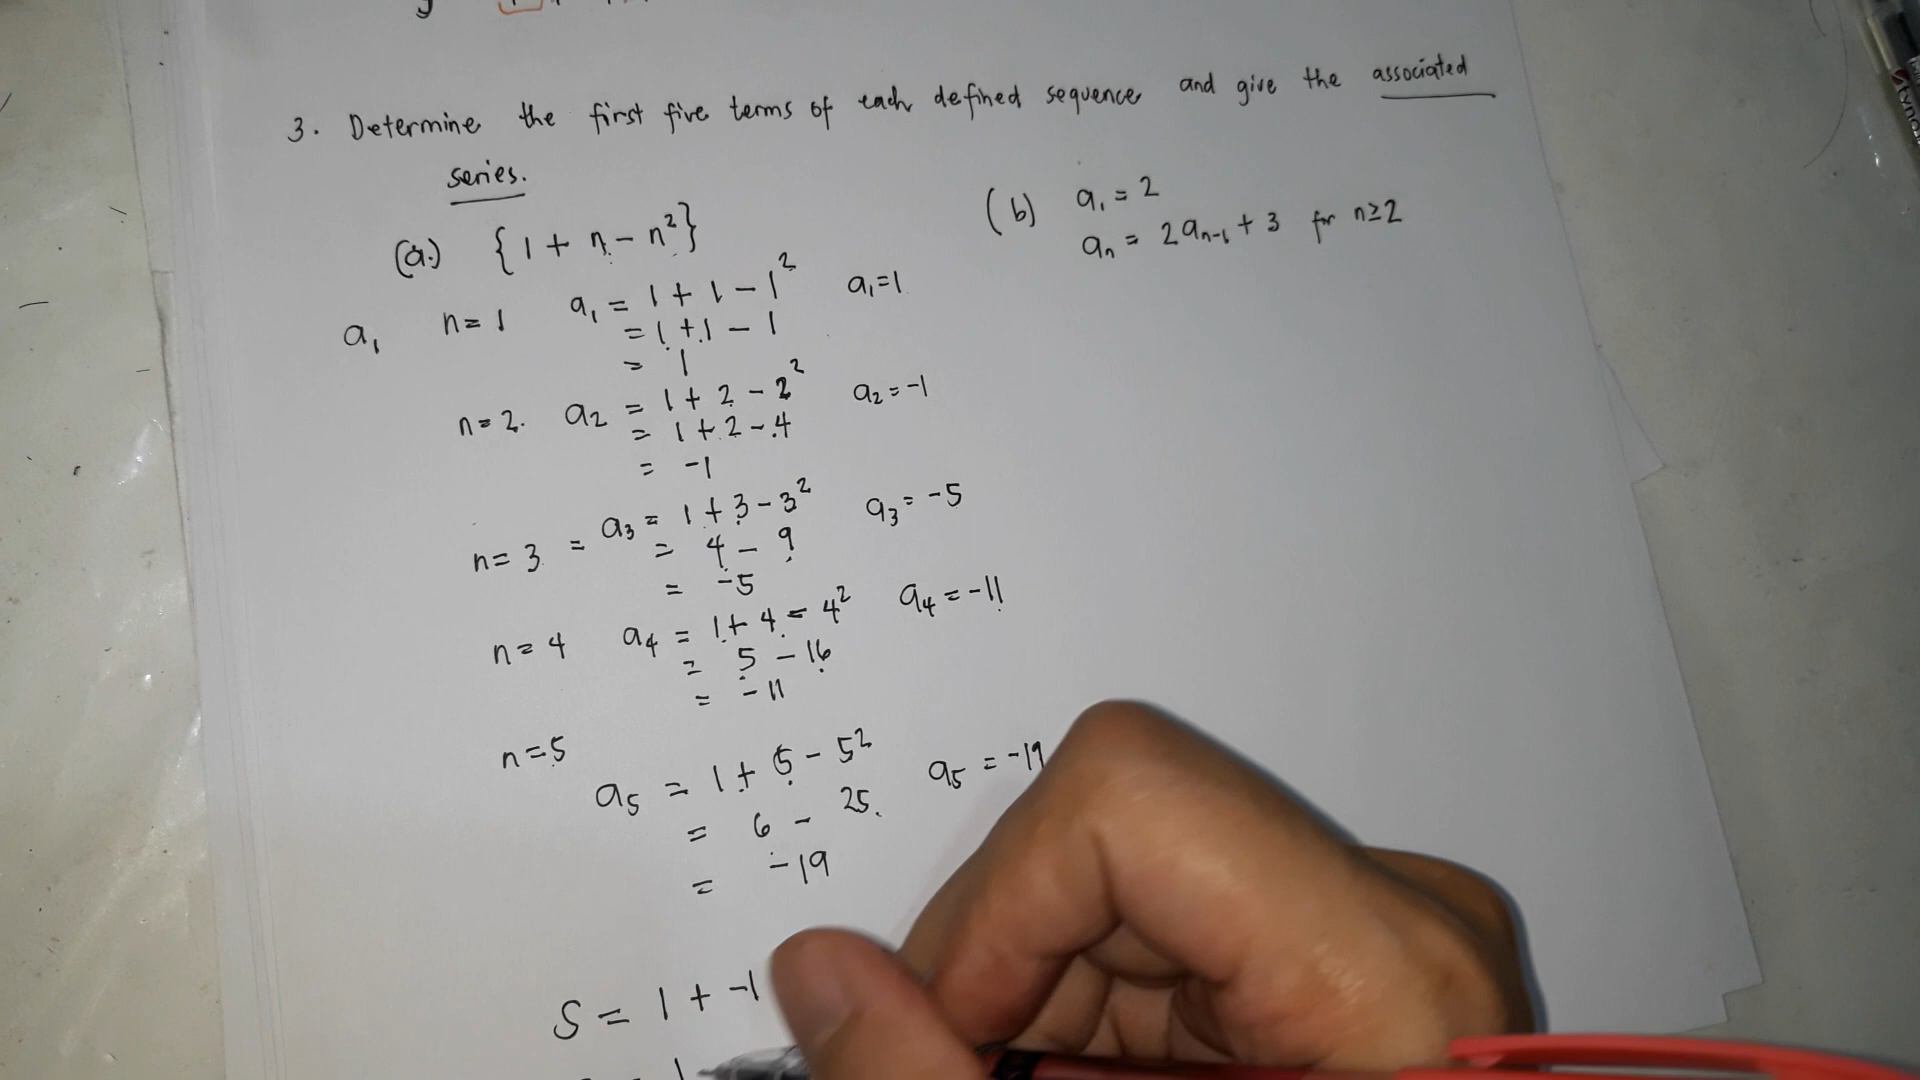 3. Determine the first five terms of each defined sequence and give the associated
series.
(a.) {1 + n - n²}
(b) a₁ = 2
aₙ = 2aₙ₋₁ + 3 for n≥2
a₁ n = 1 a₁ = 1 + 1 - 1² a₁=1
= 1 + 1 - 1
= 1
n = 2. a₂ = 1 + 2 - 2² a₂ = -1
= 1 + 2 - 4
= -1
n = 3 = a₃ = 1 + 3 - 3² a₃ = -5
= 4 - 9
= -5
n = 4 a₄ = 1 + 4 - 4² a₄ = -11
= 5 - 16
= -11
n = 5
a₅ = 1 + 5 - 5² a₅ = -19
= 6 - 25.
= -19
S = 1 + -1